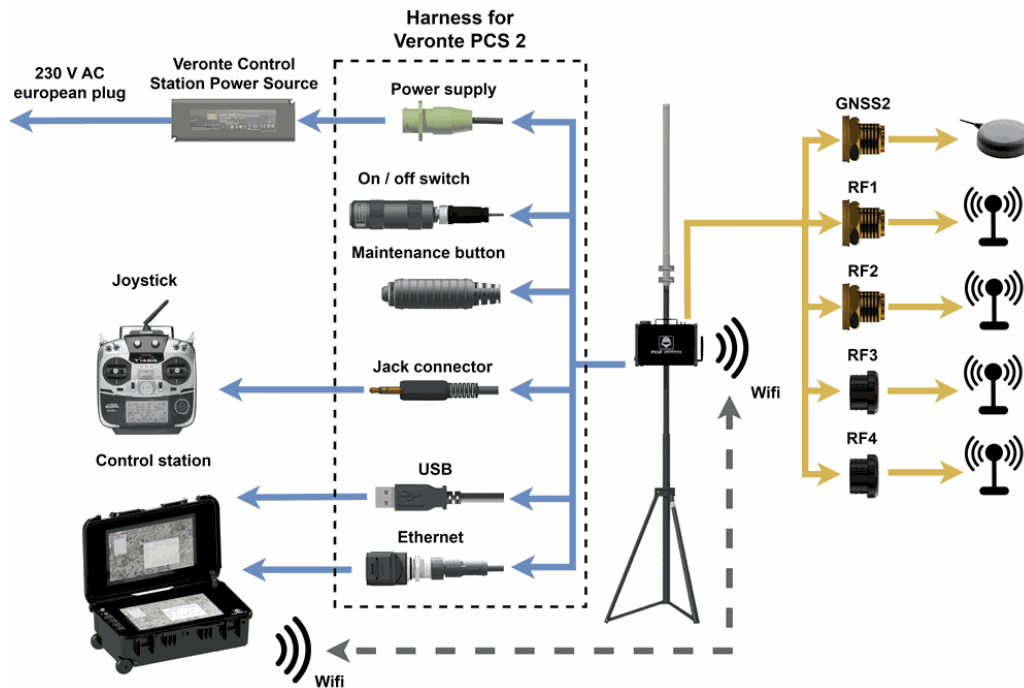 Harness for
Veronte PCS 2
230 V AC
european plug
Veronte Control
Station Power Source
Power supply
On / off switch
Maintenance button
Joystick
Jack connector
Control station
USB
Ethernet
Wifi
Wifi
GNSS2
RF1
RF2
RF3
RF4
PCS